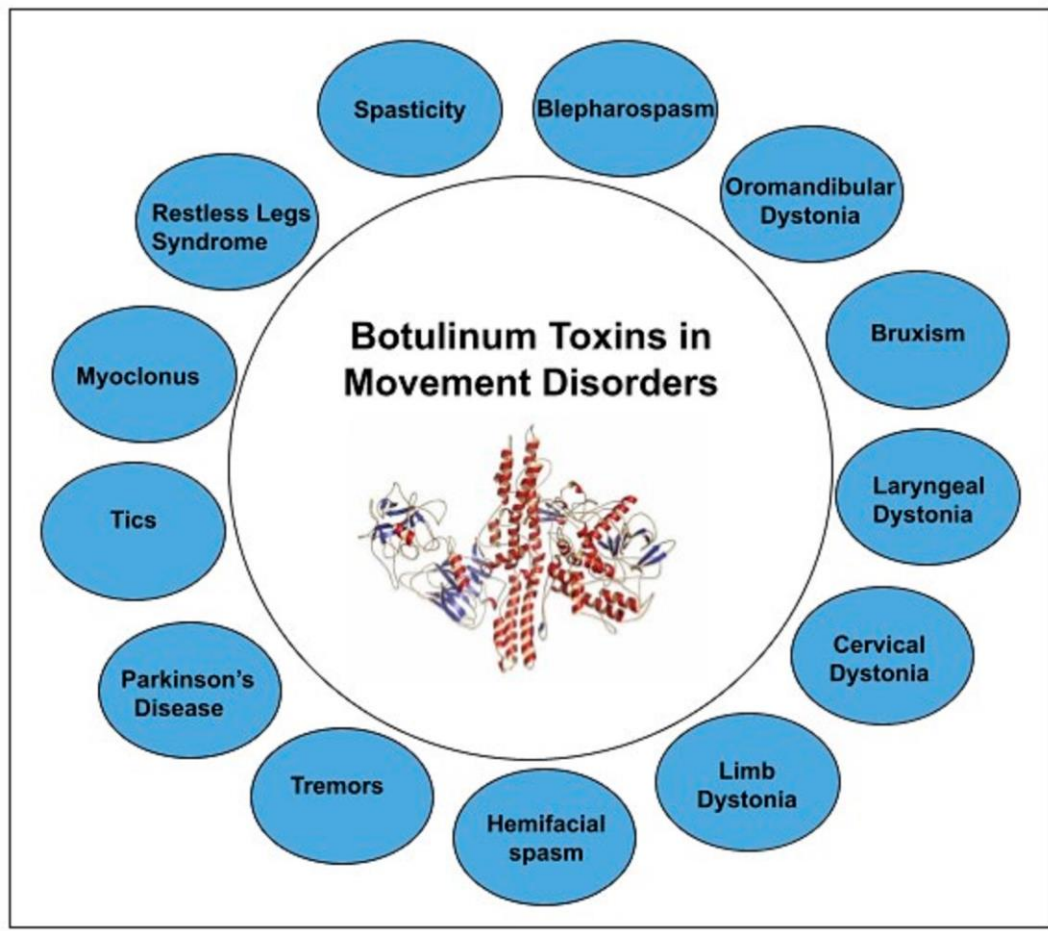 Botulinum Toxins in
Movement Disorders
Spasticity
Blepharospasm
Oromandibular
Dystonia
Bruxism
Laryngeal
Dystonia
Cervical
Dystonia
Limb
Dystonia
Hemifacial
spasm
Tremors
Parkinson’s
Disease
Tics
Myoclonus
Restless Legs
Syndrome